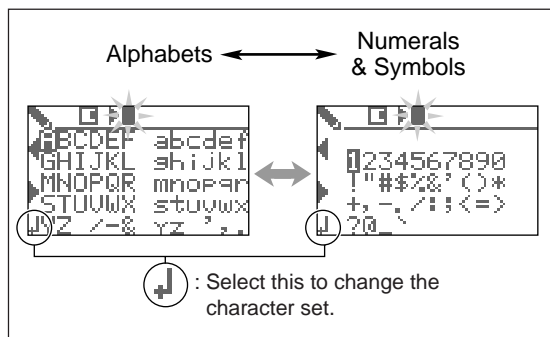 Alphabets
Numerals
& Symbols
ABCDEF abcdef
GHIJKL ghijkl
MNOPQR mnopqr
STUVWX stuvwx
YZ /-& yz ',.
1234567890
!"#$%&'()*
+,-./:;<=>
?@_`
: Select this to change the
character set.